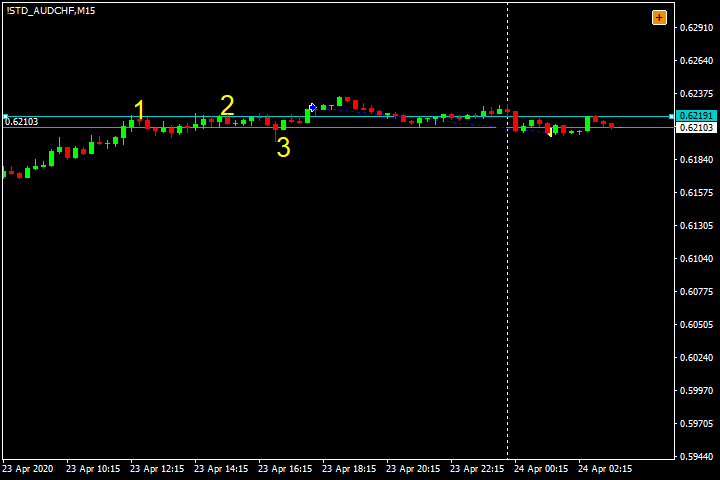 !STD_AUDCHF,M15
+
0.62910
0.62640
0.62375
1
2
0.62191
0.62103
0.62103
3
0.61840
0.61575
0.61305
0.61040
0.60775
0.60505
0.60240
0.59970
0.59705
0.59440
23 Apr 2020
23 Apr 10:15
23 Apr 12:15
23 Apr 14:15
23 Apr 16:15
23 Apr 18:15
23 Apr 20:15
23 Apr 22:15
24 Apr 00:15
24 Apr 02:15